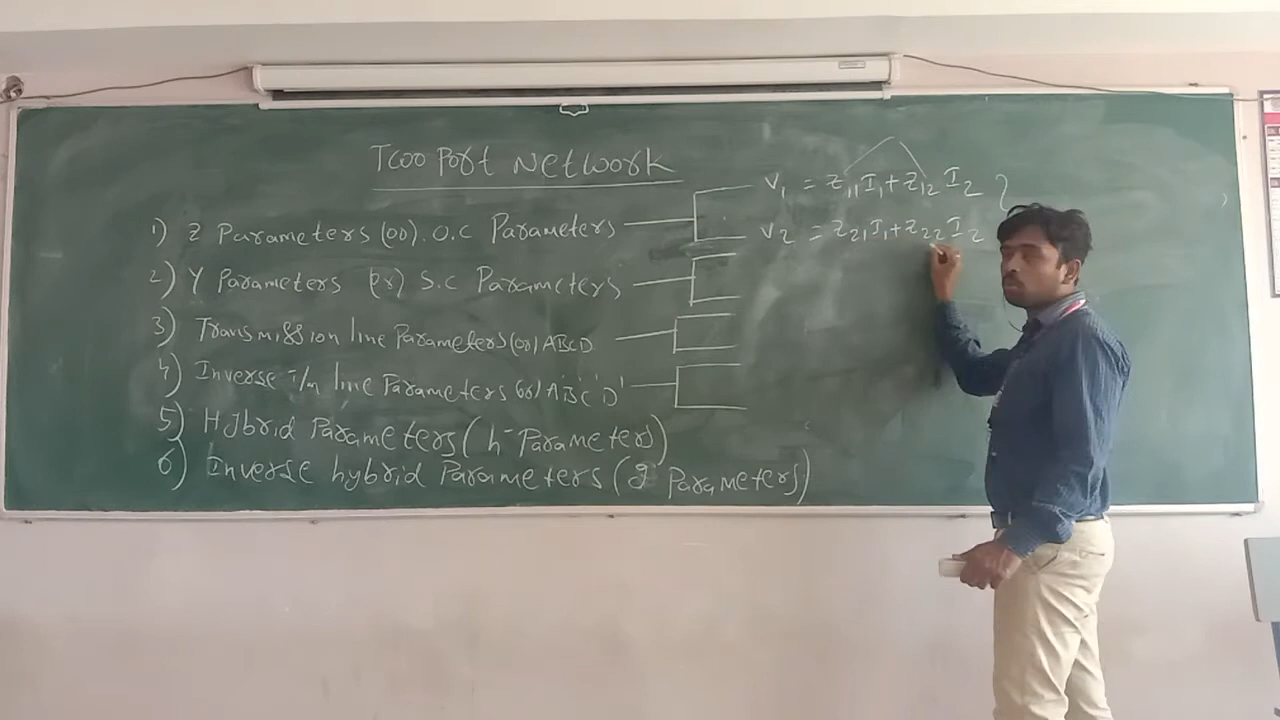 Two Port Network
1) Z Parameters (or). O.C Parameters
2) Y Parameters (or) S.C Parameters
3) Transmission line Parameters (or) ABCD
4) Inverse T/m line Parameters (or) A'B'C'D'
5) Hybrid Parameters (h-Parameters)
6) Inverse hybrid Parameters (g Parameters)
V₁ = Z₁₁I₁ + Z₁₂ I₂ }
V₂ = Z₂₁I₁ + Z₂₂ I₂